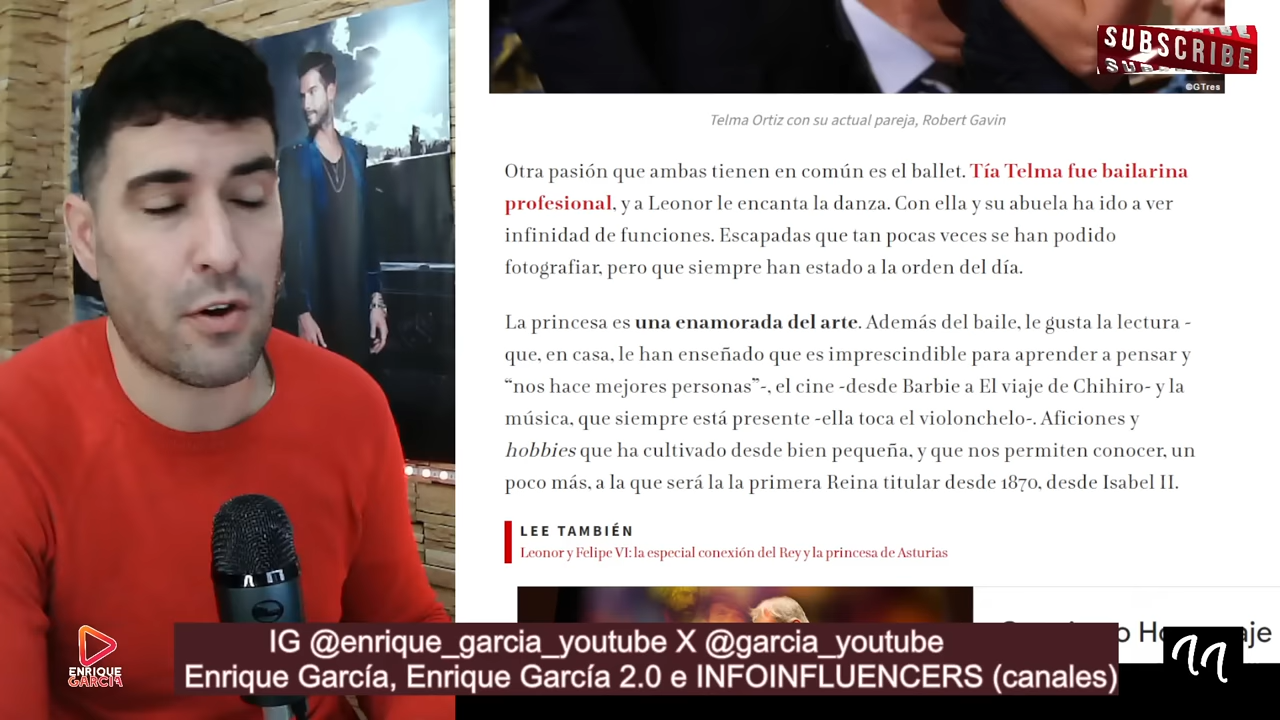 SUBSCRIBE
©GTres
Telma Ortiz con su actual pareja, Robert Gavin
Otra pasión que ambas tienen en común es el ballet. Tía Telma fue bailarina
profesional, y a Leonor le encanta la danza. Con ella y su abuela ha ido a ver
infinidad de funciones. Escapadas que tan pocas veces se han podido
fotografiar, pero que siempre han estado a la orden del día.
La princesa es una enamorada del arte. Además del baile, le gusta la lectura -
que, en casa, le han enseñado que es imprescindible para aprender a pensar y
“nos hace mejores personas”-, el cine -desde Barbie a El viaje de Chihiro- y la
música, que siempre está presente -ella toca el violonchelo-. Aficiones y
hobbies que ha cultivado desde bien pequeña, y que nos permiten conocer, un
poco más, a la que será la la primera Reina titular desde 1870, desde Isabel II.
LEE TAMBIÉN
Leonor y Felipe VI: la especial conexión del Rey y la princesa de Asturias
IG @enrique_garcia_youtube X @garcia_youtube
Enrique García, Enrique García 2.0 e INFOINFLUENCERS (canales)
ENRIQUE
GARCÍA